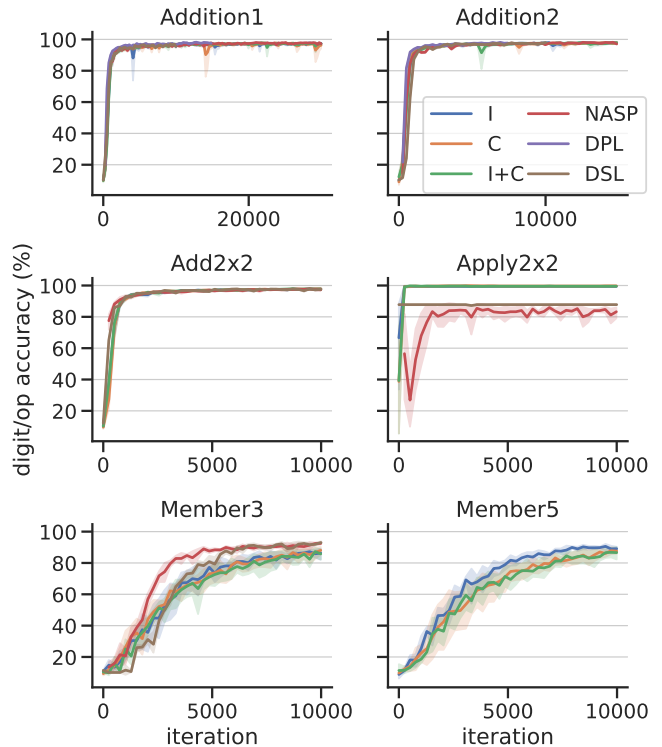 Addition1
Addition2
100
80
60
40
20
0
20000
0
10000
I
NASP
C
DPL
I+C
DSL
digit/op accuracy (%)
Add2x2
Apply2x2
100
80
60
40
20
0
5000
10000
0
5000
10000
Member3
Member5
100
80
60
40
20
0
5000
10000
0
5000
10000
iteration
iteration